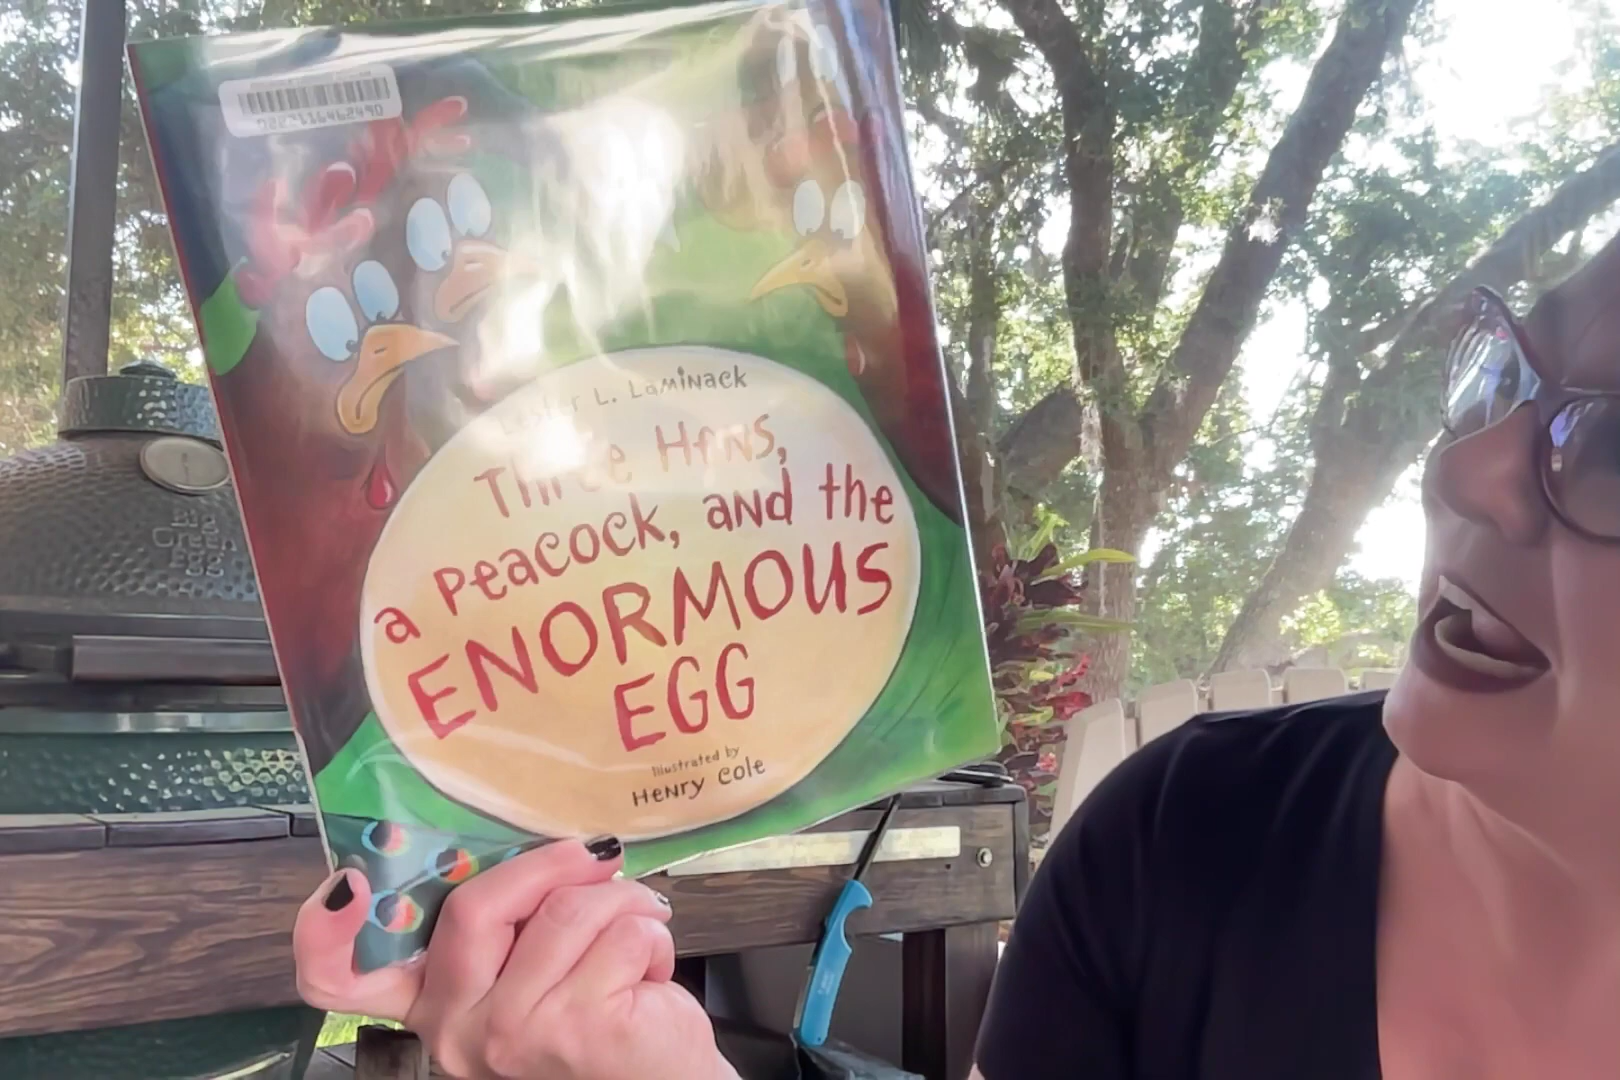 Lester L. Laminack
Three Hens,
a Peacock, and the
ENORMOUS
EGG
Illustrated by
Henry Cole
Big
Green
Egg